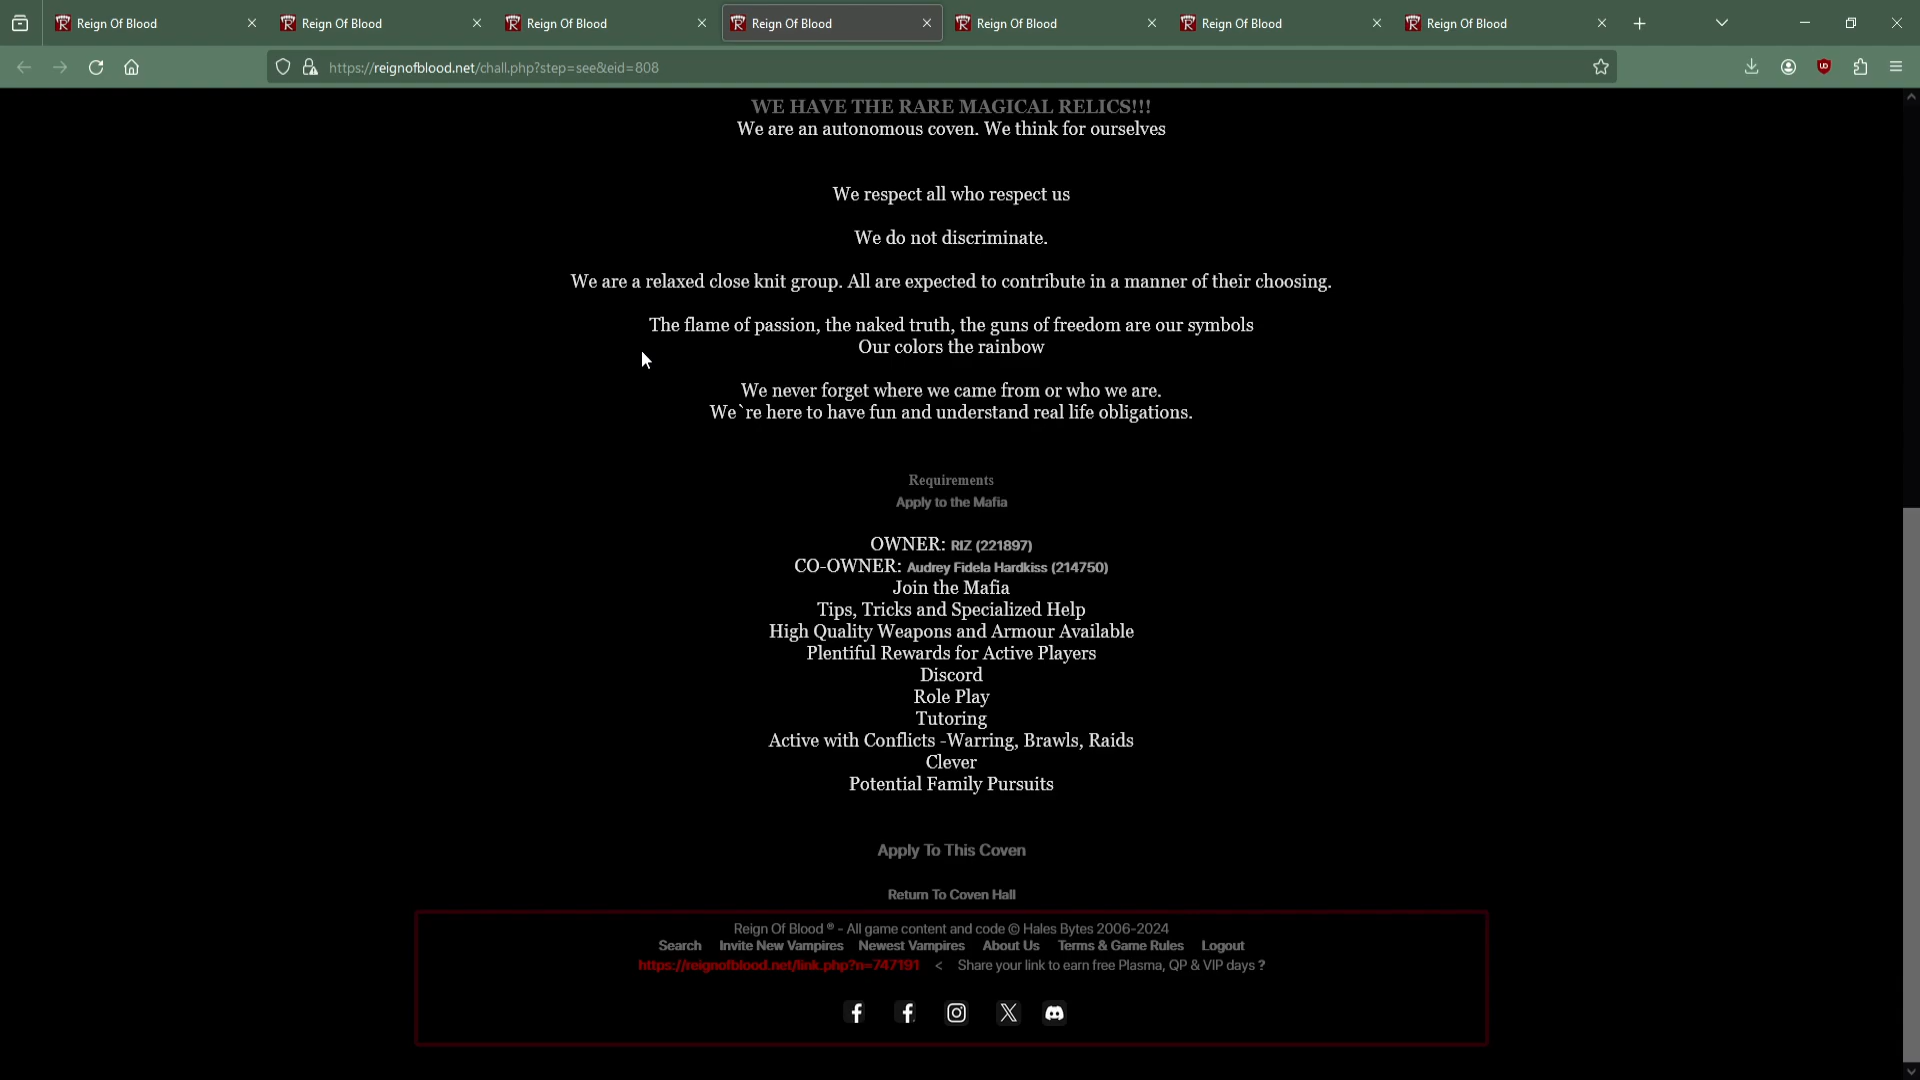 Reign Of Blood
Reign Of Blood
Reign Of Blood
Reign Of Blood
Reign Of Blood
Reign Of Blood
Reign Of Blood
https://reignofblood.net/chall.php?step=see&eid=808
WE HAVE THE RARE MAGICAL RELICS!!!
We are an autonomous coven. We think for ourselves
We respect all who respect us
We do not discriminate.
We are a relaxed close knit group. All are expected to contribute in a manner of their choosing.
The flame of passion, the naked truth, the guns of freedom are our symbols
Our colors the rainbow
We never forget where we came from or who we are.
We`re here to have fun and understand real life obligations.
Requirements
Apply to the Mafia
OWNER: RIZ (221897)
CO-OWNER: Audrey Fidela Hardkiss (214750)
Join the Mafia
Tips, Tricks and Specialized Help
High Quality Weapons and Armour Available
Plentiful Rewards for Active Players
Discord
Role Play
Tutoring
Active with Conflicts -Warring, Brawls, Raids
Clever
Potential Family Pursuits
Apply To This Coven
Return To Coven Hall
Reign Of Blood ® - All game content and code © Hales Bytes 2006-2024
Search Invite New Vampires Newest Vampires About Us Terms & Game Rules Logout
https://reignofblood.net/link.php?n=747191 < Share your link to earn free Plasma, QP & VIP days ?